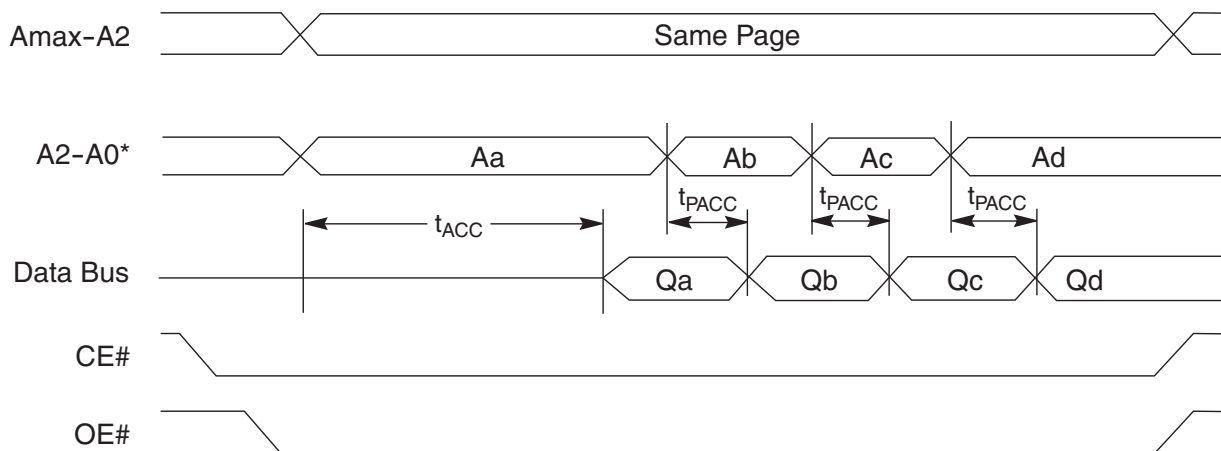 Amax-A2 Same Page
A2-A0* Aa Ab Ac Ad
tACC tPACC tPACC tPACC
Data Bus Qa Qb Qc Qd
CE#
OE#